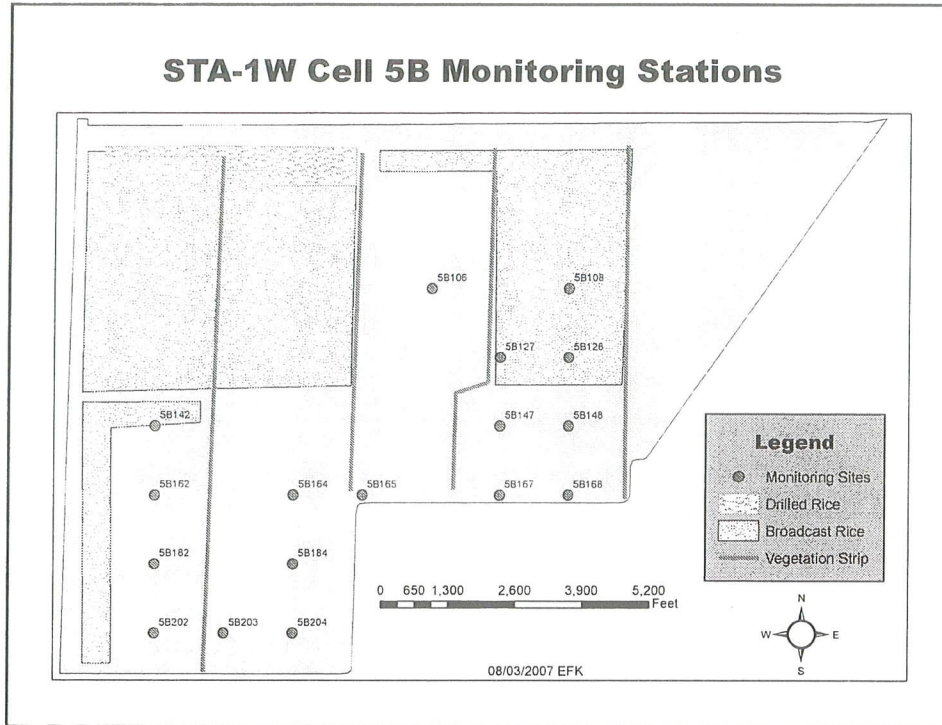 STA-1W Cell 5B Monitoring Stations
5B106
5B108
5B127
5B126
5B142
5B147
5B148
5B162
5B164
5B165
5B167
5B168
5B182
5B184
5B202
5B203
5B204
Legend
Monitoring Sites
Drilled Rice
Broadcast Rice
Vegetation Strip
0 650 1,300 2,600 3,900 5,200
Feet
N
W E
S
08/03/2007 EFK